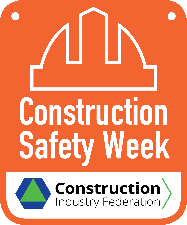 Construction
Safety Week
Construction
Industry Federation